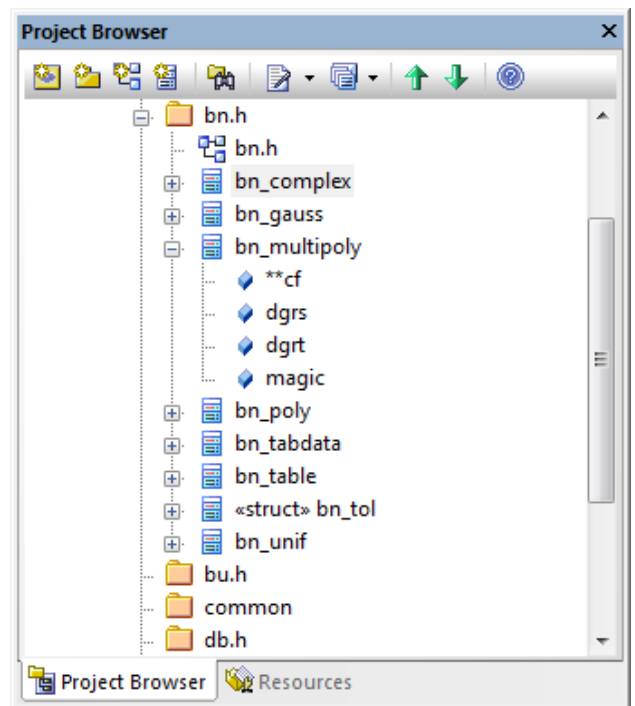 Project Browser
bn.h
bn.h
bn_complex
bn_gauss
bn_multipoly
**cf
dgrs
dgrt
magic
bn_poly
bn_tabdata
bn_table
«struct» bn_tol
bn_unif
bu.h
common
db.h
Project Browser Resources